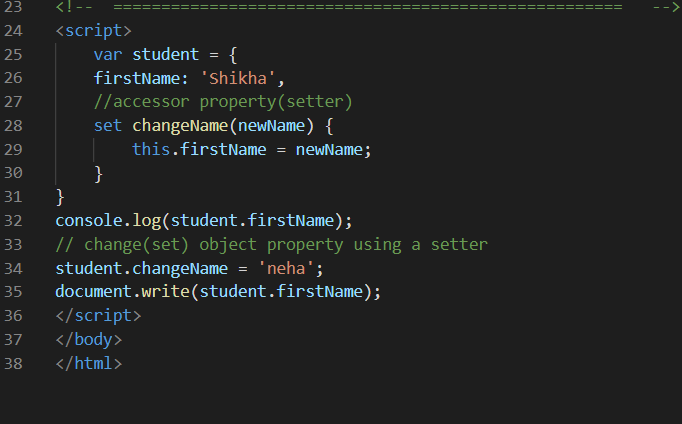 23 <!-- ===================================================== -->
24 <script>
25 var student = {
26 firstName: 'Shikha',
27 //accessor property(setter)
28 set changeName(newName) {
29 this.firstName = newName;
30 }
31 }
32 console.log(student.firstName);
33 // change(set) object property using a setter
34 student.changeName = 'neha';
35 document.write(student.firstName);
36 </script>
37 </body>
38 </html>